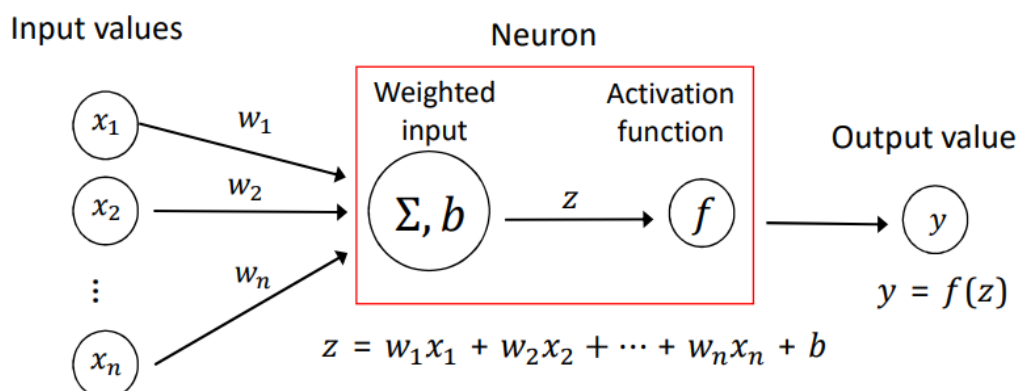 Input values
Neuron
Weighted
input
Activation
function
Output value
x₁
w₁
x₂
w₂
⋮
wₙ
xₙ
Σ, b
z
f
y
y = f(z)
z = w₁x₁ + w₂x₂ + ⋯ + wₙxₙ + b